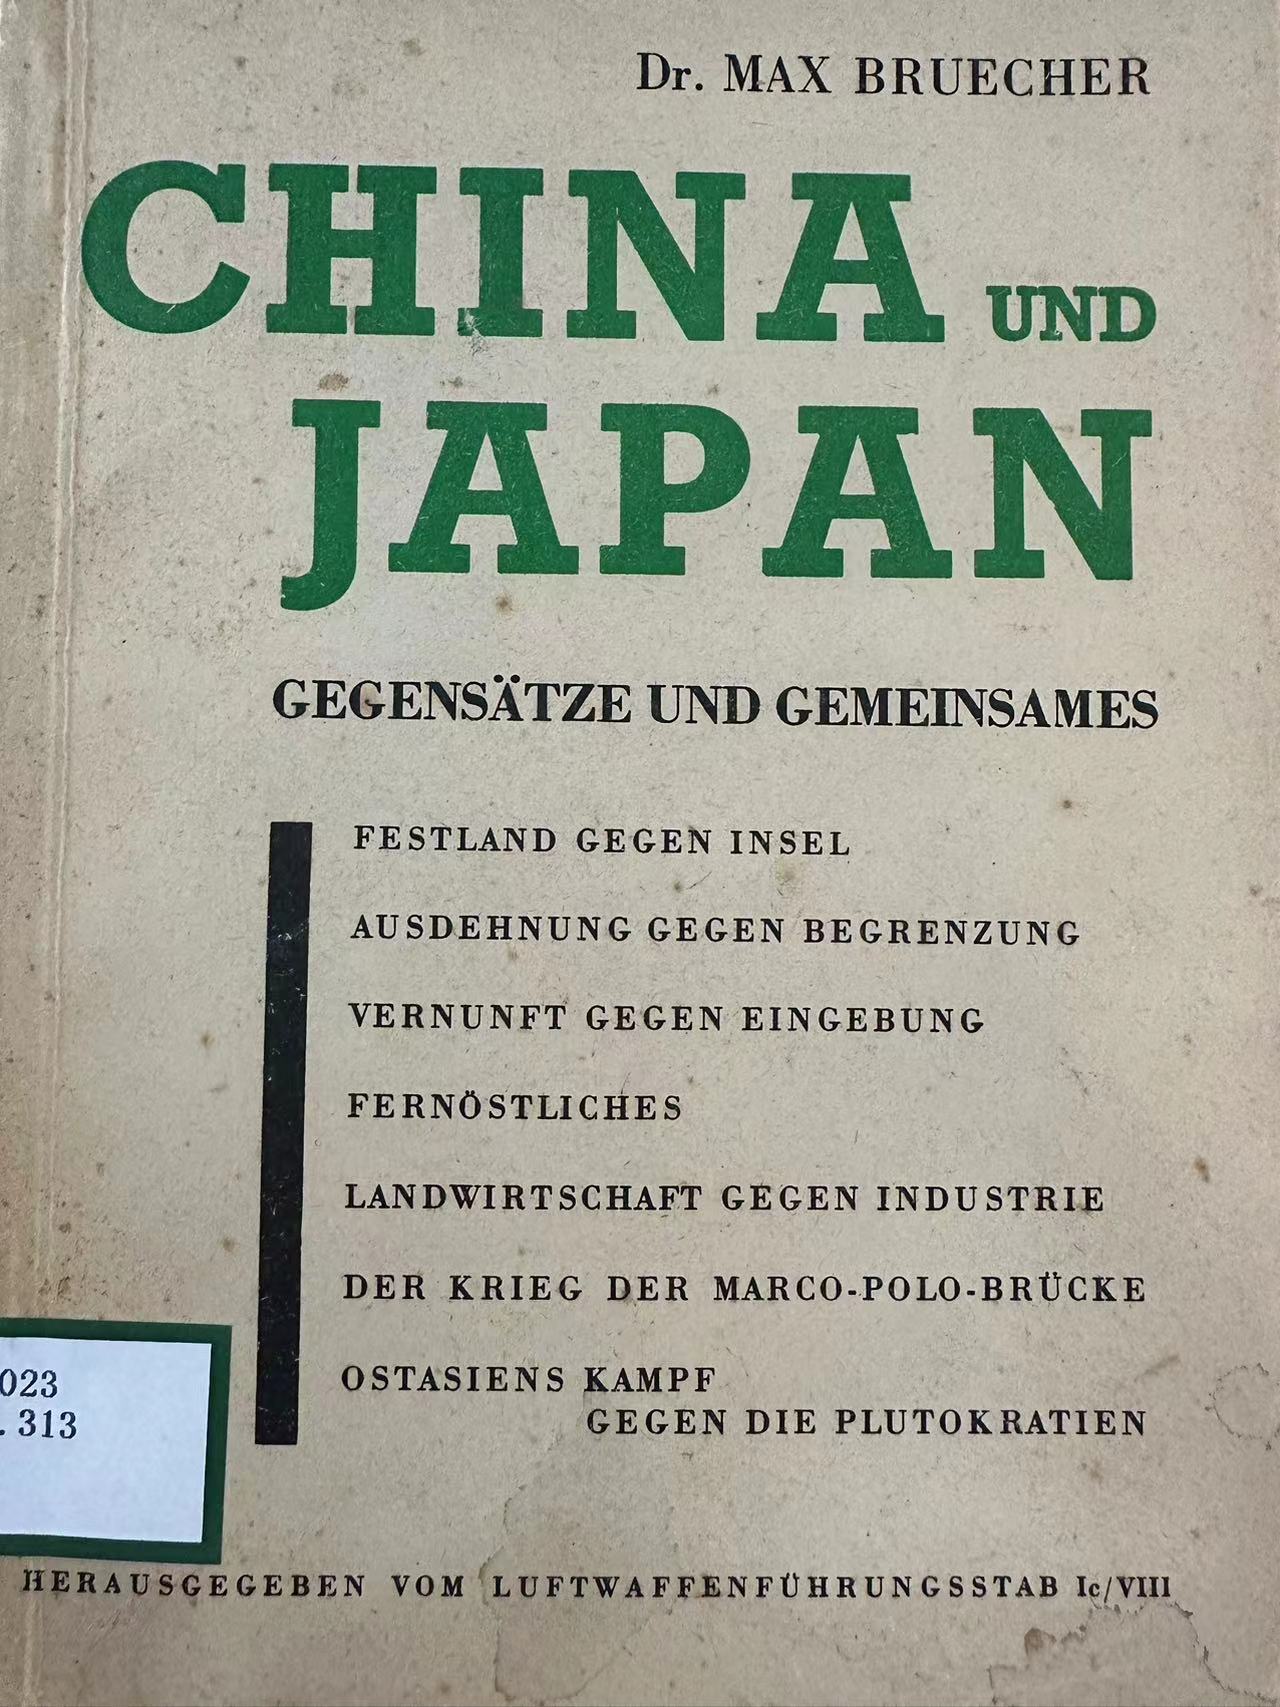 Dr. MAX BRUECHER
CHINA UND
JAPAN
GEGENSÄTZE UND GEMEINSAMES
FESTLAND GEGEN INSEL
AUSDEHNUNG GEGEN BEGRENZUNG
VERNUNFT GEGEN EINGEBUNG
FERNÖSTLICHES
LANDWIRTSCHAFT GEGEN INDUSTRIE
DER KRIEG DER MARCO-POLO-BRÜCKE
OSTASIENS KAMPF
GEGEN DIE PLUTOKRATIEN
023
.313
HERAUSGEGEBEN VOM LUFTWAFFENFÜHRUNGSSTAB Ic/VIII